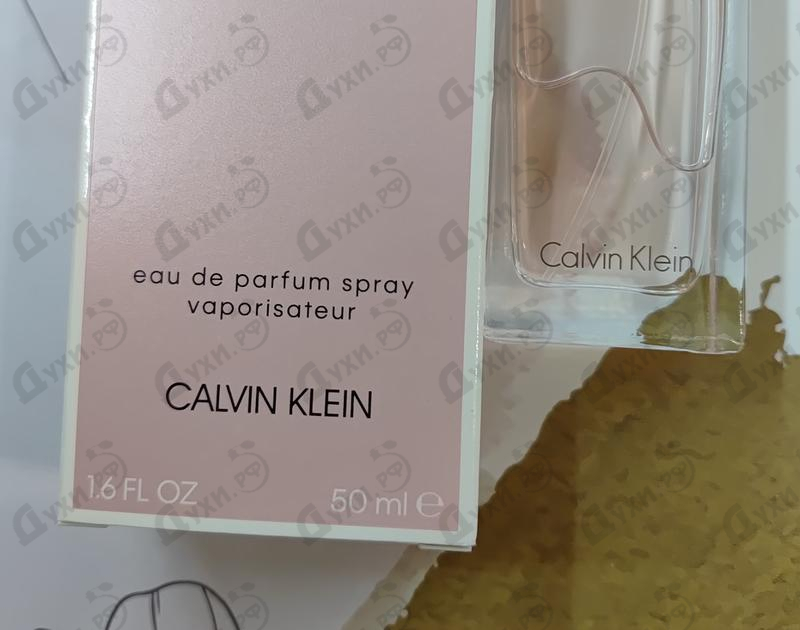 eau de parfum spray
vaporisateur
CALVIN KLEIN
1.6 FL OZ
50 ml ℮
Calvin Klein
Духи.рф